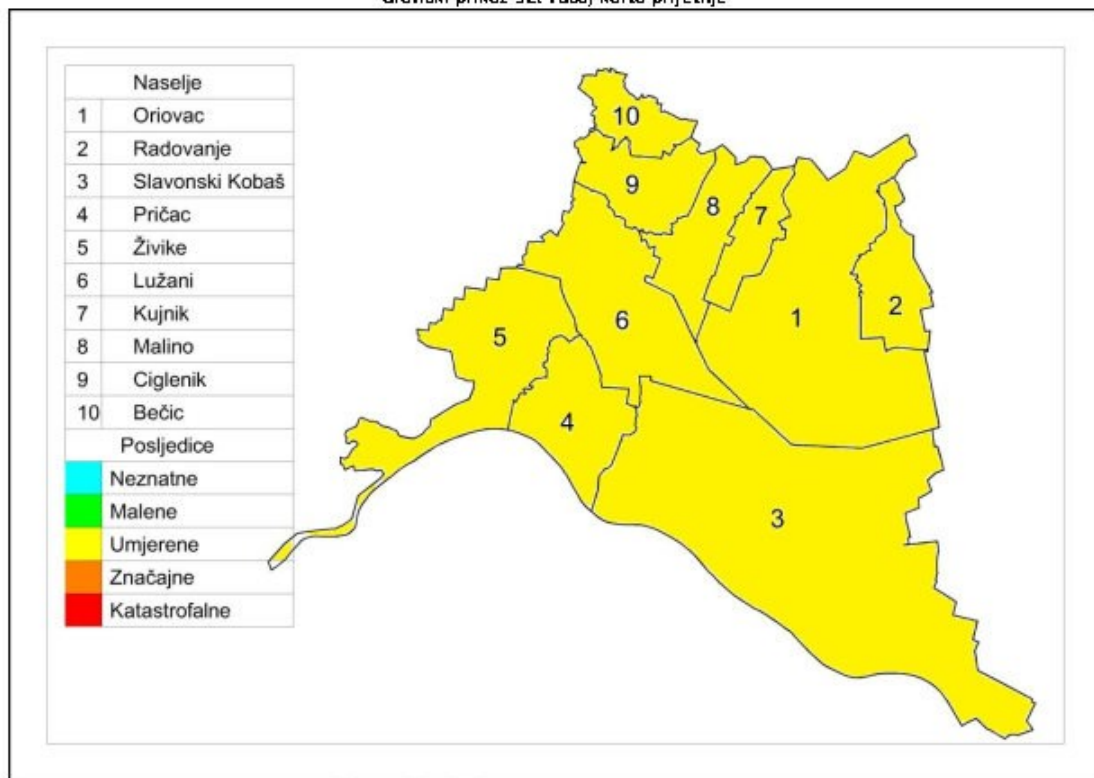 Naselje
1 Oriovac
2 Radovanje
3 Slavonski Kobaš
4 Pričac
5 Živike
6 Lužani
7 Kujnik
8 Malino
9 Ciglenik
10 Bečic
Posljedice
Neznatne
Malene
Umjerene
Značajne
Katastrofalne
10
9
8
7
2
1
6
5
4
3